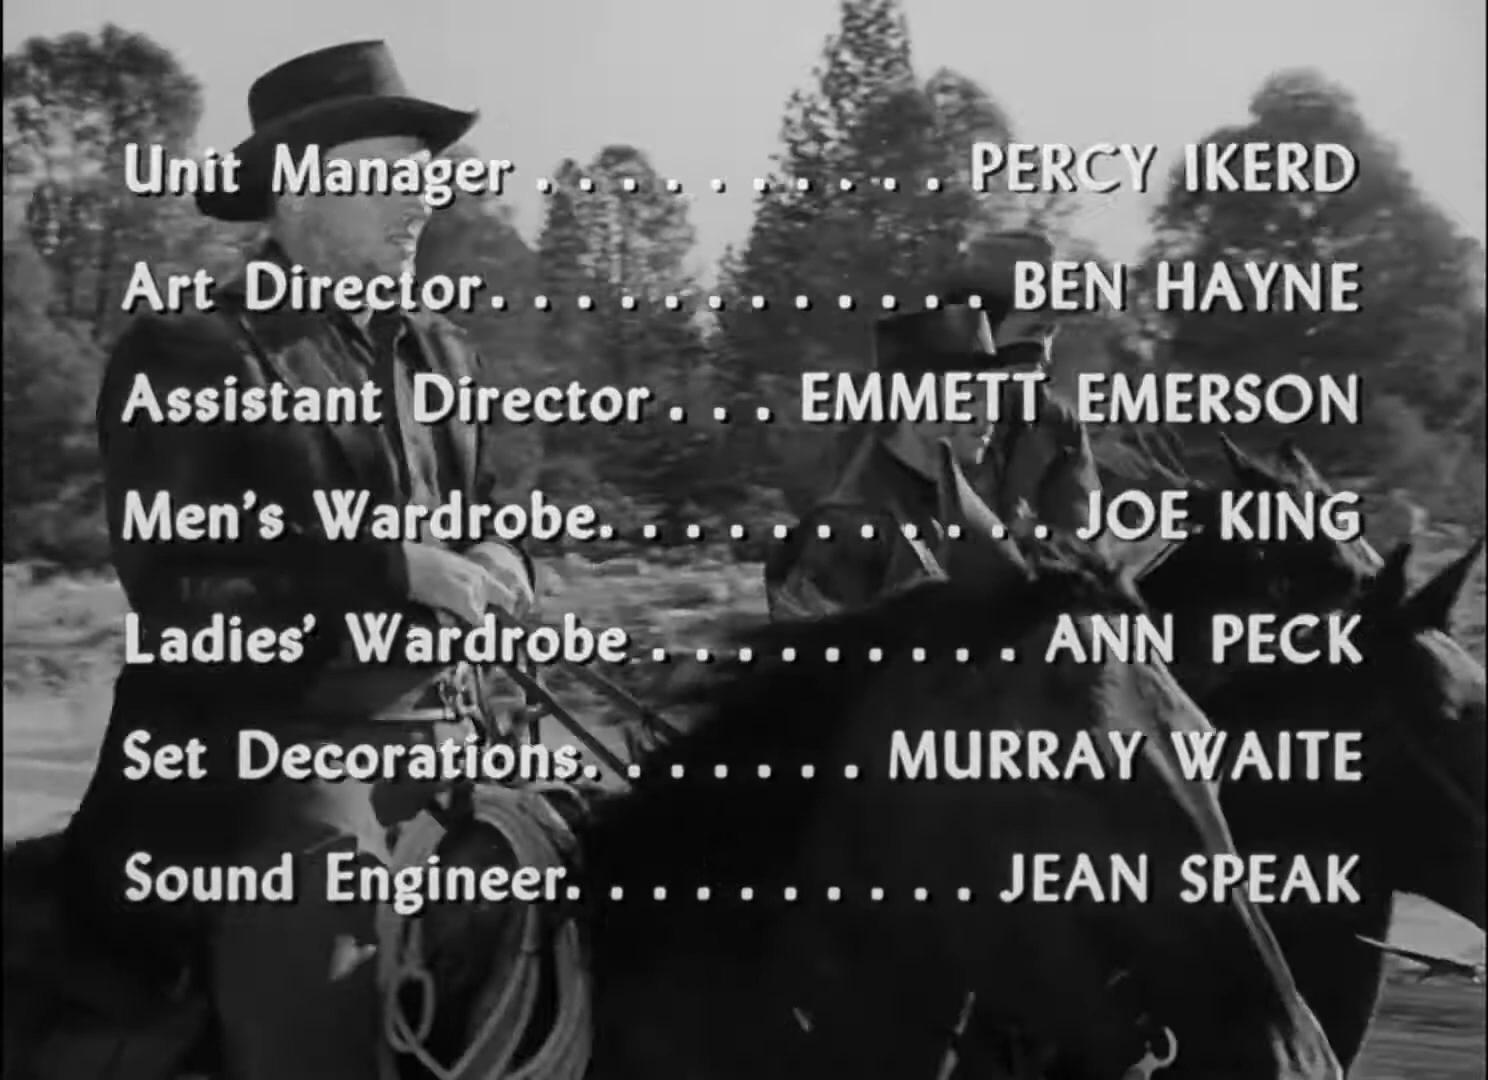 Unit Manager . . . . . . . . . . PERCY IKERD
Art Director. . . . . . . . . . . . BEN HAYNE
Assistant Director . . . EMMETT EMERSON
Men's Wardrobe. . . . . . . . . . . JOE KING
Ladies' Wardrobe . . . . . . . . . ANN PECK
Set Decorations. . . . . . . MURRAY WAITE
Sound Engineer. . . . . . . . . . JEAN SPEAK